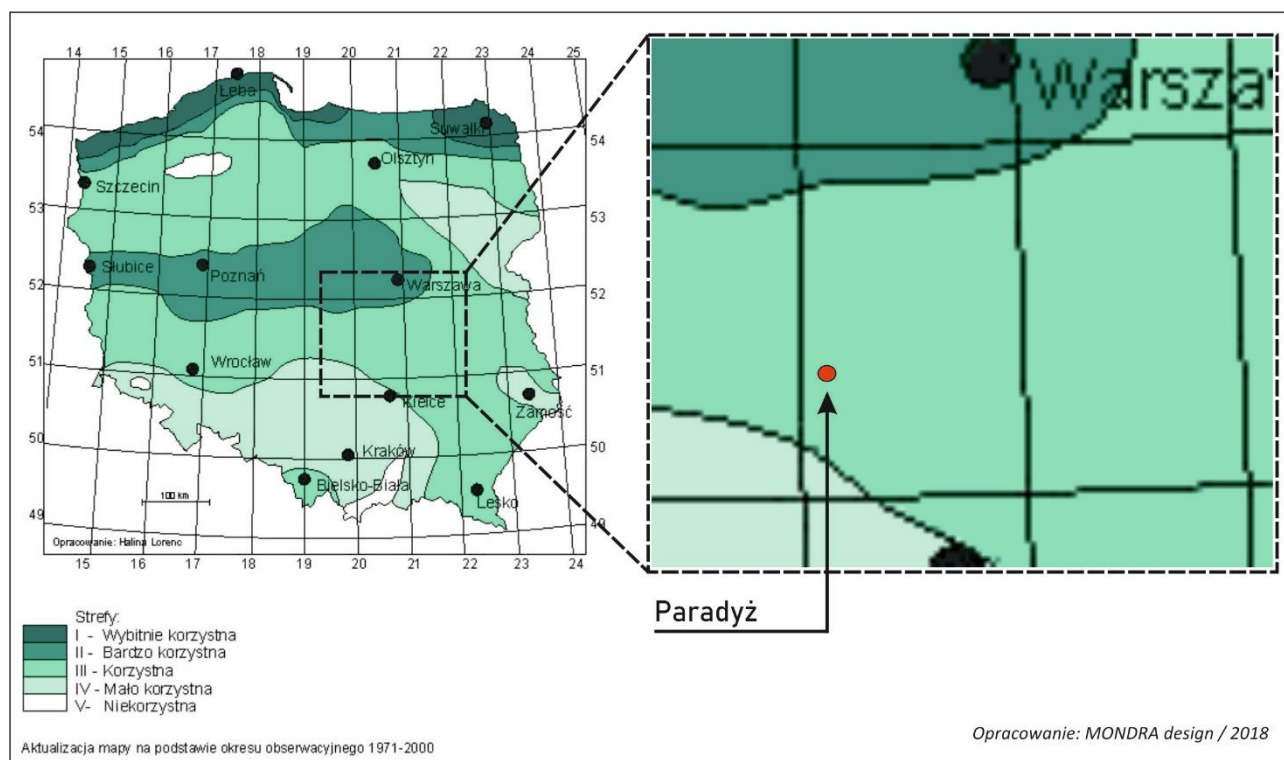 14 15 16 17 18 19 20 21 22 23 24 25
Łeba
54
Suwałki
54
Olsztyn
Szczecin
53
53
Słubice
Poznań
52
Warszawa
52
Wrocław
51
51
Kielce
Zamość
50
Kraków
50
Bielsko-Biała
Lesko
100 km
49
49
Opracowanie: Halina Lorenc
15 16 17 18 19 20 21 22 23 24
Warsza
Paradyż
Strefy:
I - Wybitnie korzystna
II - Bardzo korzystna
III - Korzystna
IV - Mało korzystna
V- Niekorzystna
Aktualizacja mapy na podstawie okresu obserwacyjnego 1971-2000
Opracowanie: MONDRA design / 2018